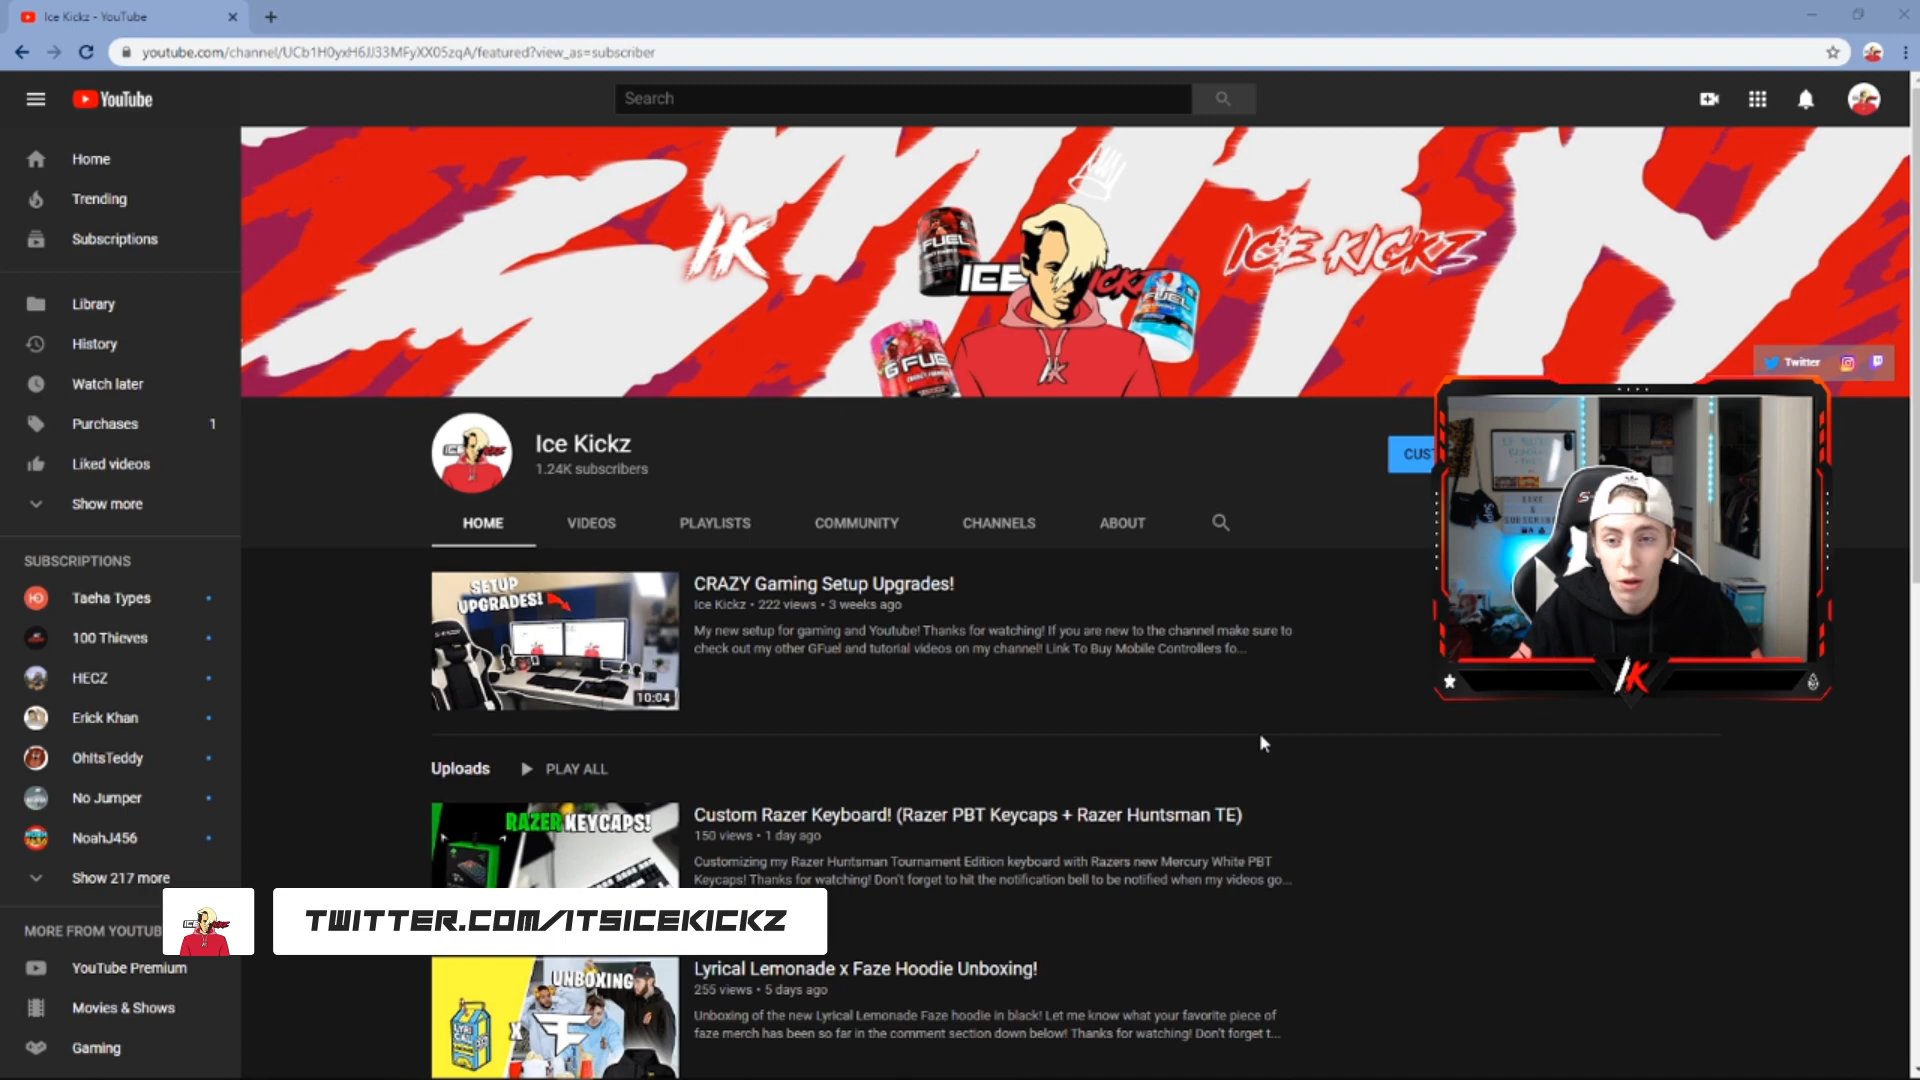 Ice Kickz - YouTube
youtube.com/channel/UCb1H0yxH6JJ33MFyXX05zqA/featured?view_as=subscriber
YouTube
Search
Home
Trending
Subscriptions
Library
History
Watch later
Purchases 1
Liked videos
Show more
SUBSCRIPTIONS
Taeha Types
100 Thieves
HECZ
Erick Khan
OhItsTeddy
No Jumper
NoahJ456
Show 217 more
MORE FROM YOUTUB
YouTube Premium
Movies & Shows
Gaming
IK
FUEL
ICE
ICKZ
FUEL
G FUEL
IK
ICE KICKZ
Twitter
Ice Kickz
1.24K subscribers
CUST
HOME
VIDEOS
PLAYLISTS
COMMUNITY
CHANNELS
ABOUT
SETUP
UPGRADES!
10:04
CRAZY Gaming Setup Upgrades!
Ice Kickz • 222 views • 3 weeks ago
My new setup for gaming and Youtube! Thanks for watching! If you are new to the channel make sure to
check out my other GFuel and tutorial videos on my channel! Link To Buy Mobile Controllers fo...
LIKE
&
SUBSCRIBE
IK
Uploads
PLAY ALL
RAZER KEYCAPS!
Custom Razer Keyboard! (Razer PBT Keycaps + Razer Huntsman TE)
150 views • 1 day ago
Customizing my Razer Huntsman Tournament Edition keyboard with Razers new Mercury White PBT
Keycaps! Thanks for watching! Don't forget to hit the notification bell to be notified when my videos go...
TWITTER.COM/ITSICEKICKZ
UNBOXING
X
Lyrical Lemonade x Faze Hoodie Unboxing!
255 views • 5 days ago
Unboxing of the new Lyrical Lemonade Faze hoodie in black! Let me know what your favorite piece of
faze merch has been so far in the comment section down below! Thanks for watching! Don't forget t...